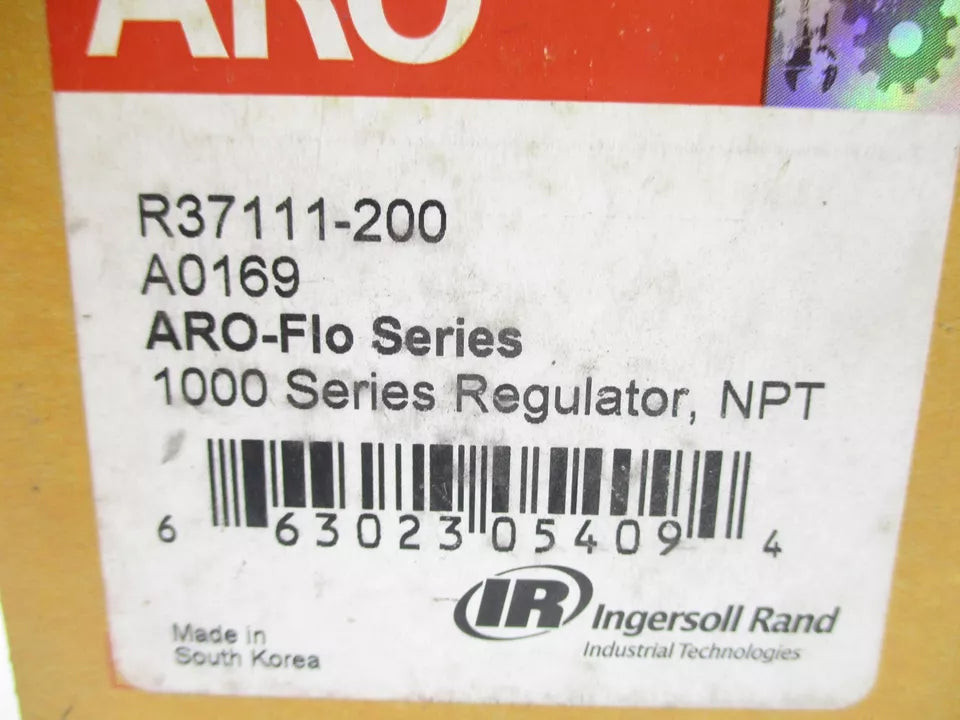 ARO
R37111-200
A0169
ARO-Flo Series
1000 Series Regulator, NPT
6 63023 05409 4
IR Ingersoll Rand
Industrial Technologies
Made in
South Korea